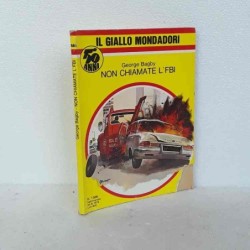 IL GIALLO MONDADORI
50
ANNI
George Bagby
NON CHIAMATE L'FBI